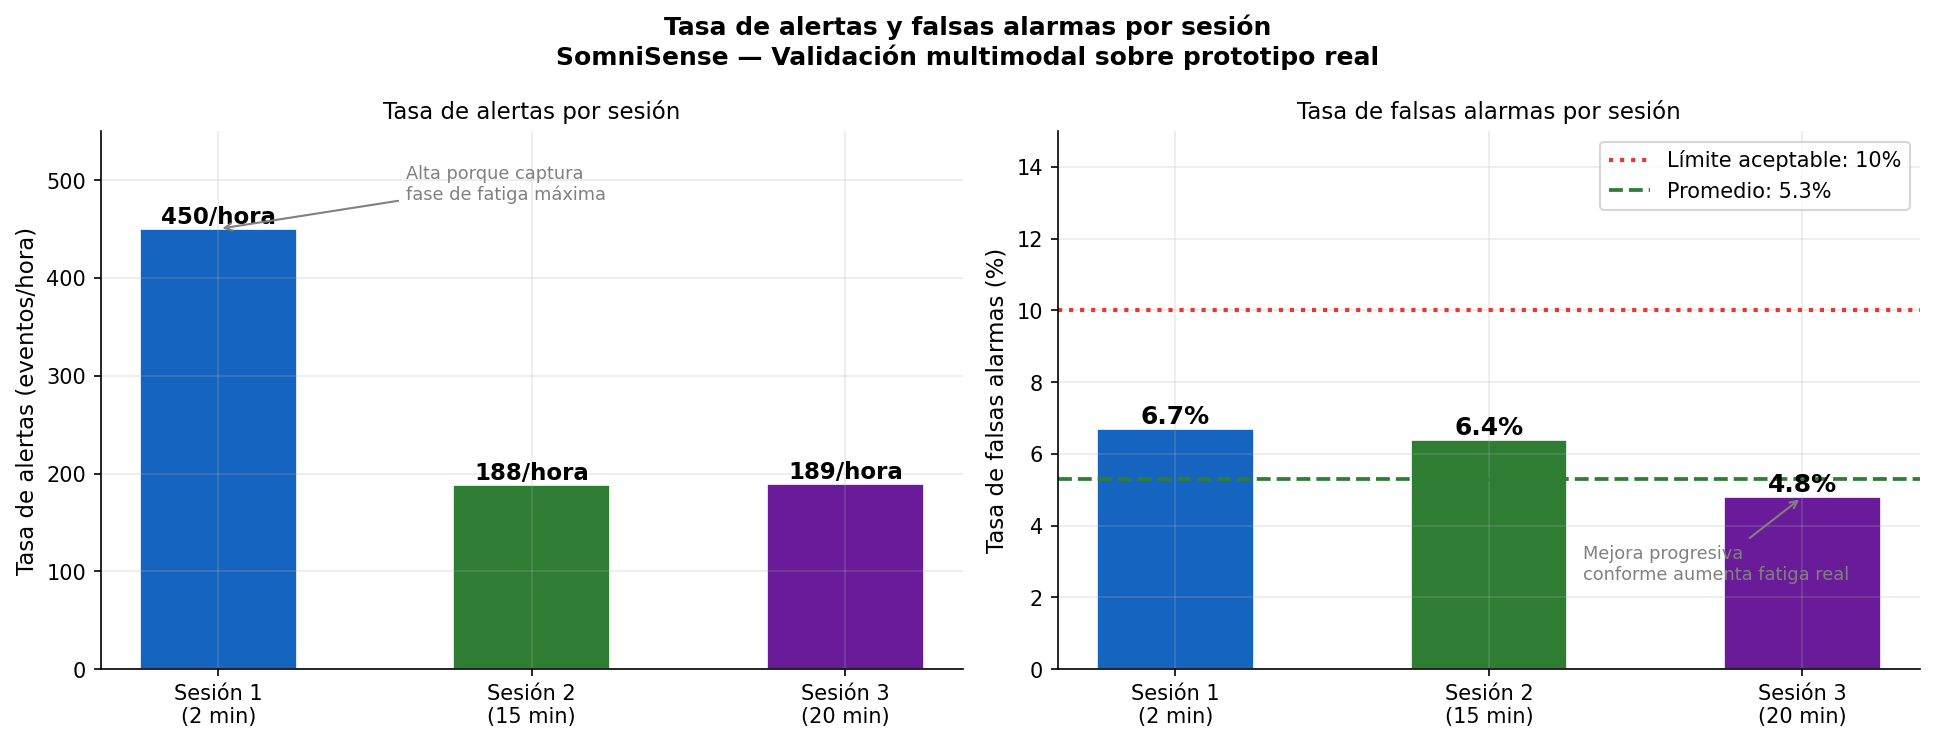 Tasa de alertas y falsas alarmas por sesión
SomniSense — Validación multimodal sobre prototipo real
Tasa de alertas por sesión
Tasa de alertas (eventos/hora)
500
400
300
200
100
0
Alta porque captura
fase de fatiga máxima
450/hora
188/hora
189/hora
Sesión 1
(2 min)
Sesión 2
(15 min)
Sesión 3
(20 min)
Tasa de falsas alarmas por sesión
Tasa de falsas alarmas (%)
14
12
10
8
6
4
2
0
Límite aceptable: 10%
Promedio: 5.3%
6.7%
6.4%
4.8%
Mejora progresiva
conforme aumenta fatiga real
Sesión 1
(2 min)
Sesión 2
(15 min)
Sesión 3
(20 min)